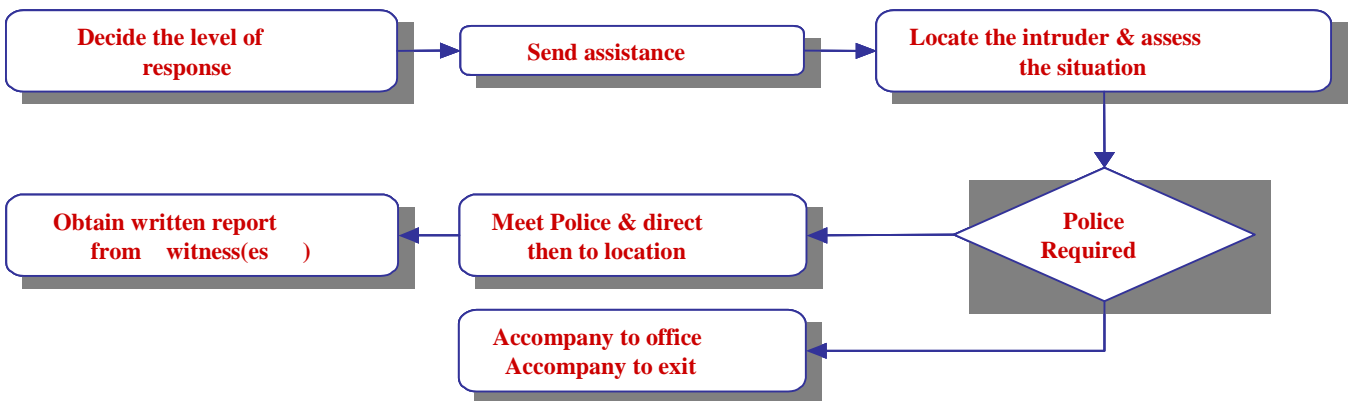 Decide the level of
response
Send assistance
Locate the intruder & assess
the situation
Police
Required
Meet Police & direct
then to location
Obtain written report
from witness(es )
Accompany to office
Accompany to exit